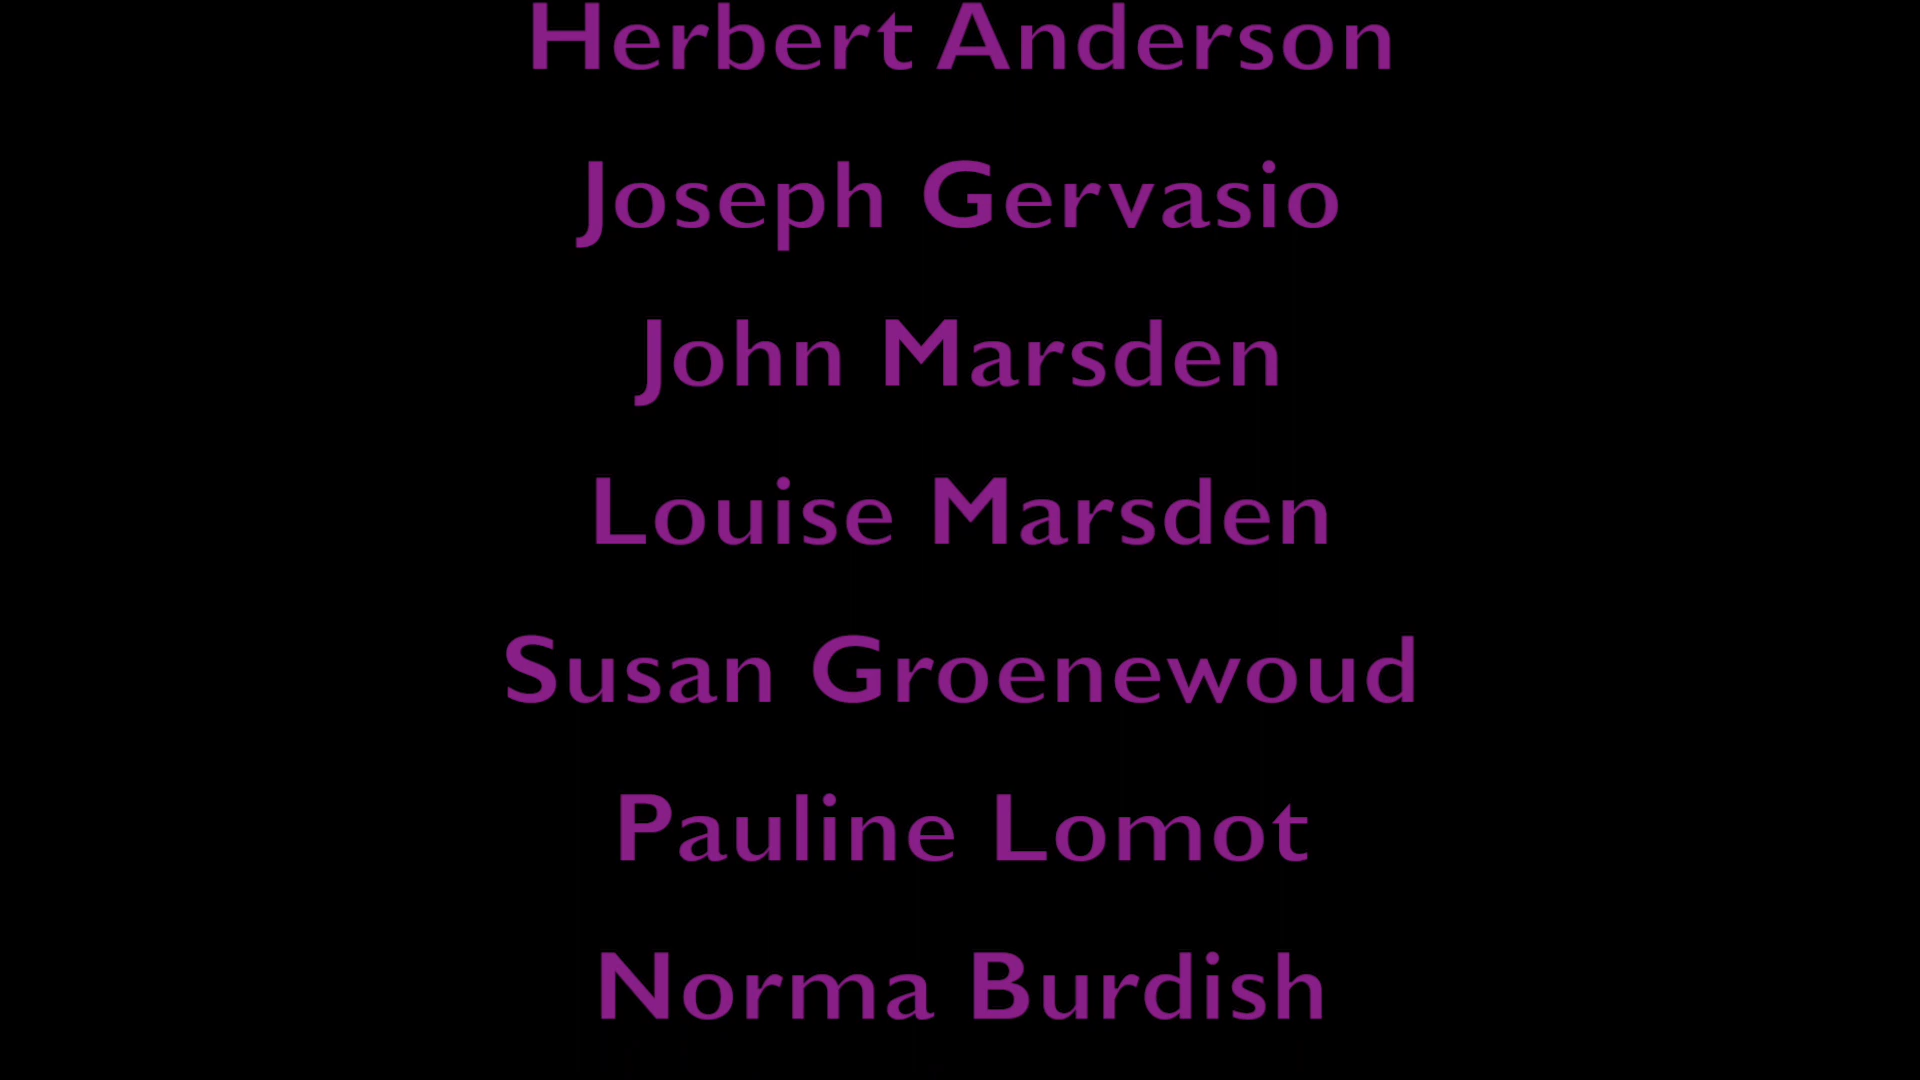 Herbert Anderson
Joseph Gervasio
John Marsden
Louise Marsden
Susan Groenewoud
Pauline Lomot
Norma Burdish